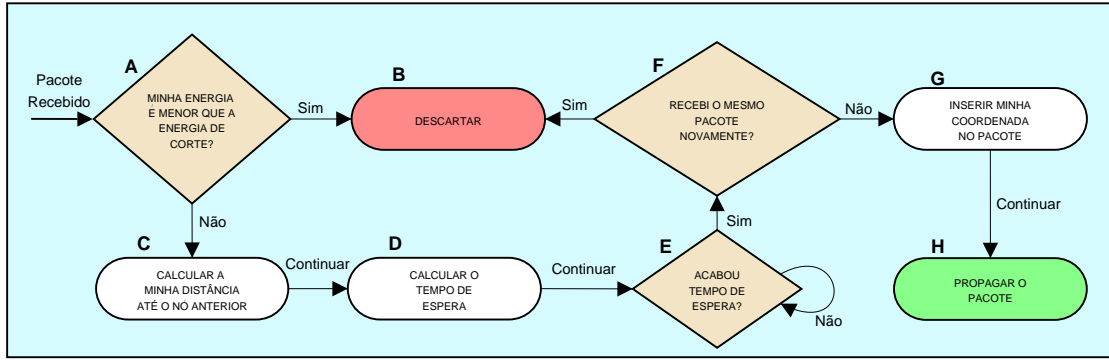 Pacote
Recebido
A
MINHA ENERGIA
É MENOR QUE A
ENERGIA DE
CORTE?
Sim
B
DESCARTAR
Sim
F
RECEBI O MESMO
PACOTE
NOVAMENTE?
Não
G
INSERIR MINHA
COORDENADA
NO PACOTE
Não
Sim
Continuar
C
CALCULAR A
MINHA DISTÂNCIA
ATÉ O NÓ ANTERIOR
Continuar
D
CALCULAR O
TEMPO DE
ESPERA
Continuar
E
ACABOU
TEMPO DE
ESPERA?
Não
H
PROPAGAR O
PACOTE